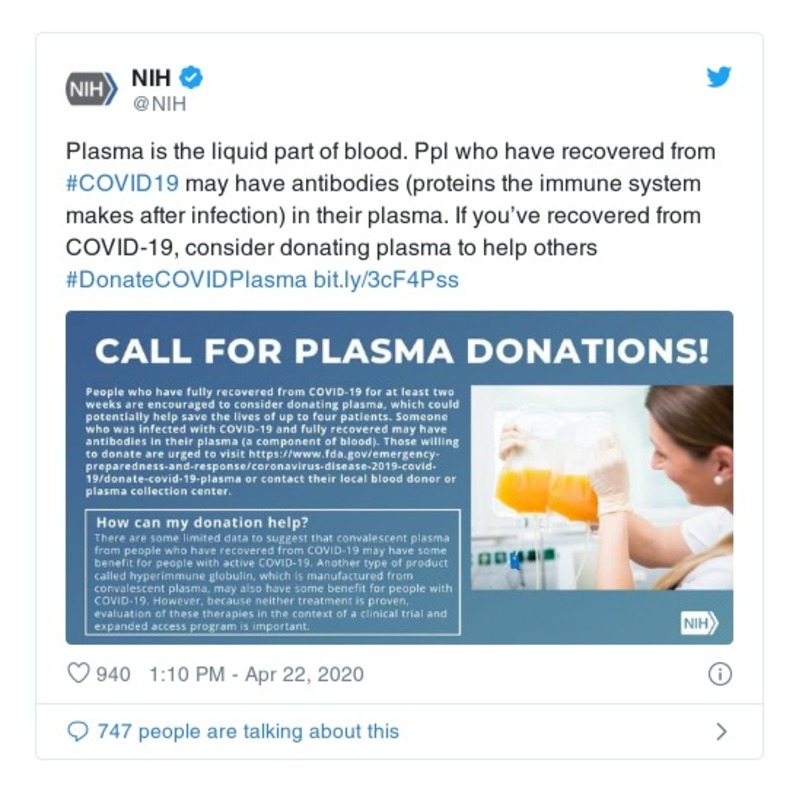 NIH
NIH
@NIH
Plasma is the liquid part of blood. Ppl who have recovered from
#COVID19 may have antibodies (proteins the immune system
makes after infection) in their plasma. If you’ve recovered from
COVID-19, consider donating plasma to help others
#DonateCOVIDPlasma bit.ly/3cF4Pss
CALL FOR PLASMA DONATIONS!
People who have fully recovered from COVID-19 for at least two
weeks are encouraged to consider donating plasma, which could
potentially help save the lives of up to four patients. Someone
who was infected with COVID-19 and fully recovered may have
antibodies in their plasma (a component of blood). Those willing
to donate are urged to visit https://www.fda.gov/emergency-
preparedness-and-response/coronavirus-disease-2019-covid-
19/donate-covid-19-plasma or contact their local blood donor or
plasma collection center.
How can my donation help?
There are some limited data to suggest that convalescent plasma
from people who have recovered from COVID-19 may have some
benefit for people with active COVID-19. Another type of product
called hyperimmune globulin, which is manufactured from
convalescent plasma, may also have some benefit for people with
COVID-19. However, because neither treatment is proven,
evaluation of these therapies in the context of a clinical trial and
expanded access program is important.
NIH
940 1:10 PM - Apr 22, 2020
747 people are talking about this